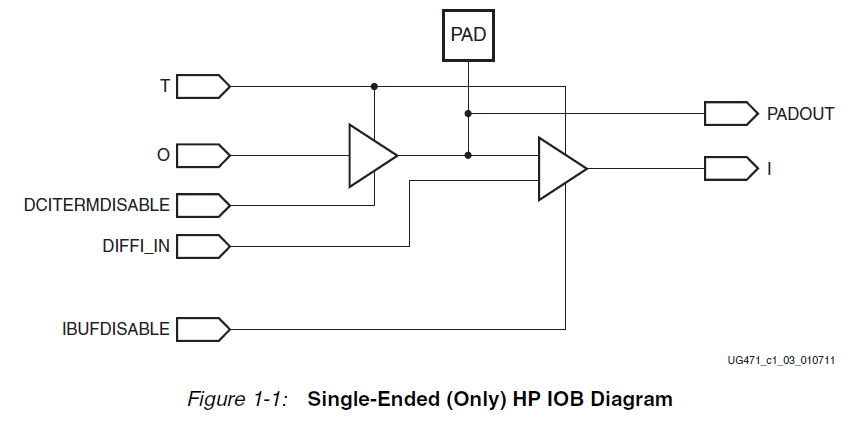 PAD
T
PADOUT
O
I
DCITERMDISABLE
DIFFI_IN
IBUFDISABLE
UG471_c1_03_010711
Figure 1-1: Single-Ended (Only) HP IOB Diagram